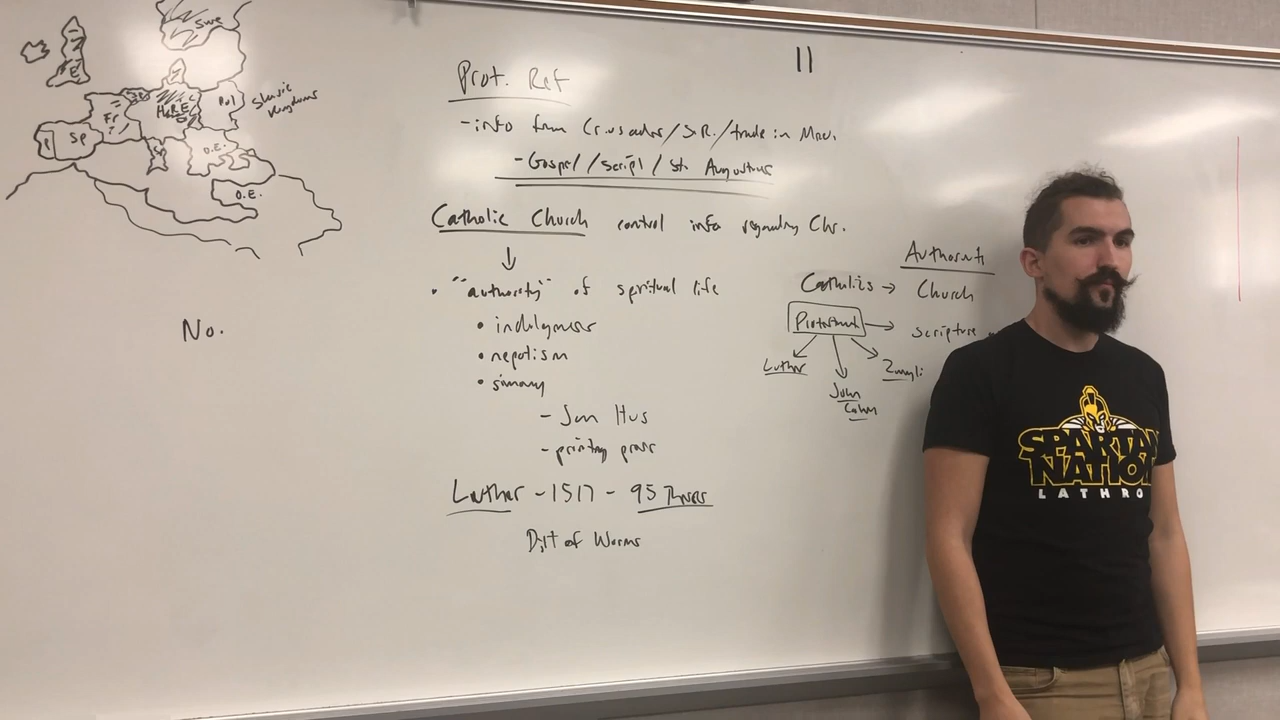 Swe
E
Fr
HRE
Pol
Slavic
Kingdoms
P
Sp
O.E.
O.E.
No.
11
Prot. Ref
- info from Crusades/S.R./trade in Med.
- Gospel/script/St. Augustine
Catholic Church control info regarding Chr.
↓
• "authority" of spiritual life
• indulgences
• nepotism
• simony
- Jan Hus
- printing press
Luther - 1517 - 95 Theses
Diet of Worms
Authority
Catholics → Church
Protestant → scripture
Luther
John
Calvin
Zwingli
SPARTAN
NATION
LATHRO